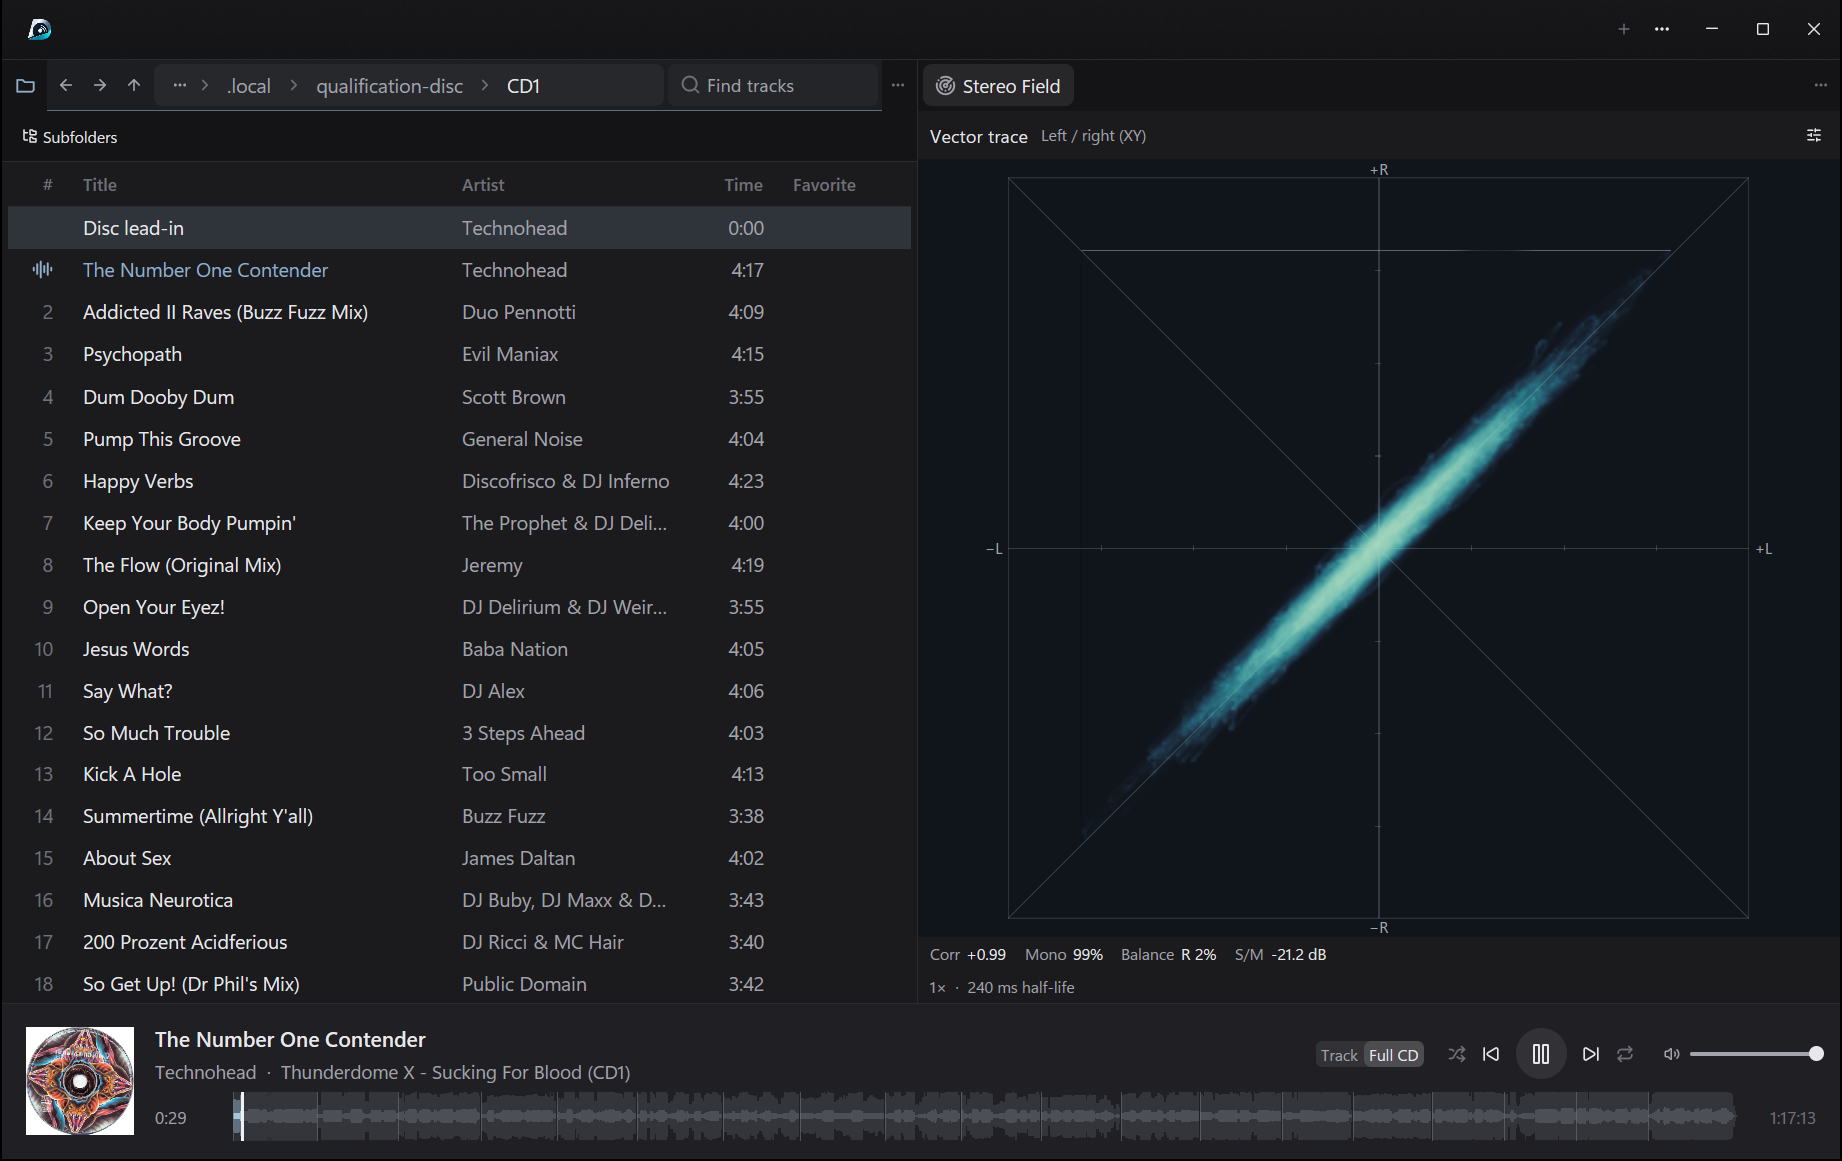 .local
qualification-disc
CD1
Find tracks
Stereo Field
Subfolders
Vector trace Left / right (XY)
# Title Artist Time Favorite
Disc lead-in Technohead 0:00
The Number One Contender Technohead 4:17
2 Addicted II Raves (Buzz Fuzz Mix) Duo Pennotti 4:09
3 Psychopath Evil Maniax 4:15
4 Dum Dooby Dum Scott Brown 3:55
5 Pump This Groove General Noise 4:04
6 Happy Verbs Discofrisco & DJ Inferno 4:23
7 Keep Your Body Pumpin' The Prophet & DJ Deli... 4:00
8 The Flow (Original Mix) Jeremy 4:19
9 Open Your Eyez! DJ Delirium & DJ Weir... 3:55
10 Jesus Words Baba Nation 4:05
11 Say What? DJ Alex 4:06
12 So Much Trouble 3 Steps Ahead 4:03
13 Kick A Hole Too Small 4:13
14 Summertime (Allright Y'all) Buzz Fuzz 3:38
15 About Sex James Daltan 4:02
16 Musica Neurotica DJ Buby, DJ Maxx & D... 3:43
17 200 Prozent Acidferious DJ Ricci & MC Hair 3:40
18 So Get Up! (Dr Phil's Mix) Public Domain 3:42
+R
−L
+L
−R
Corr +0.99 Mono 99% Balance R 2% S/M -21.2 dB
1× · 240 ms half-life
The Number One Contender
Technohead · Thunderdome X - Sucking For Blood (CD1)
Track Full CD
0:29
1:17:13